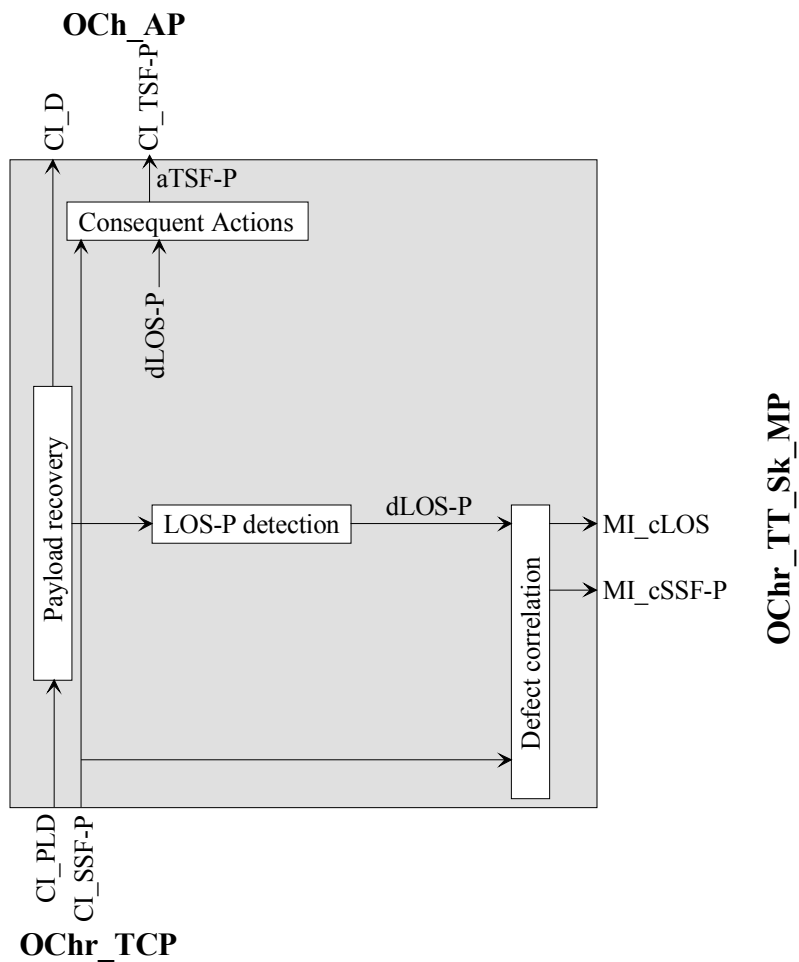 OCh_AP
CI_D
CI_TSF-P
aTSF-P
Consequent Actions
dLOS-P
Payload recovery
LOS-P detection
dLOS-P
Defect correlation
MI_cLOS
MI_cSSF-P
OChr_TT_Sk_MP
CI_PLD
CI_SSF-P
OChr_TCP